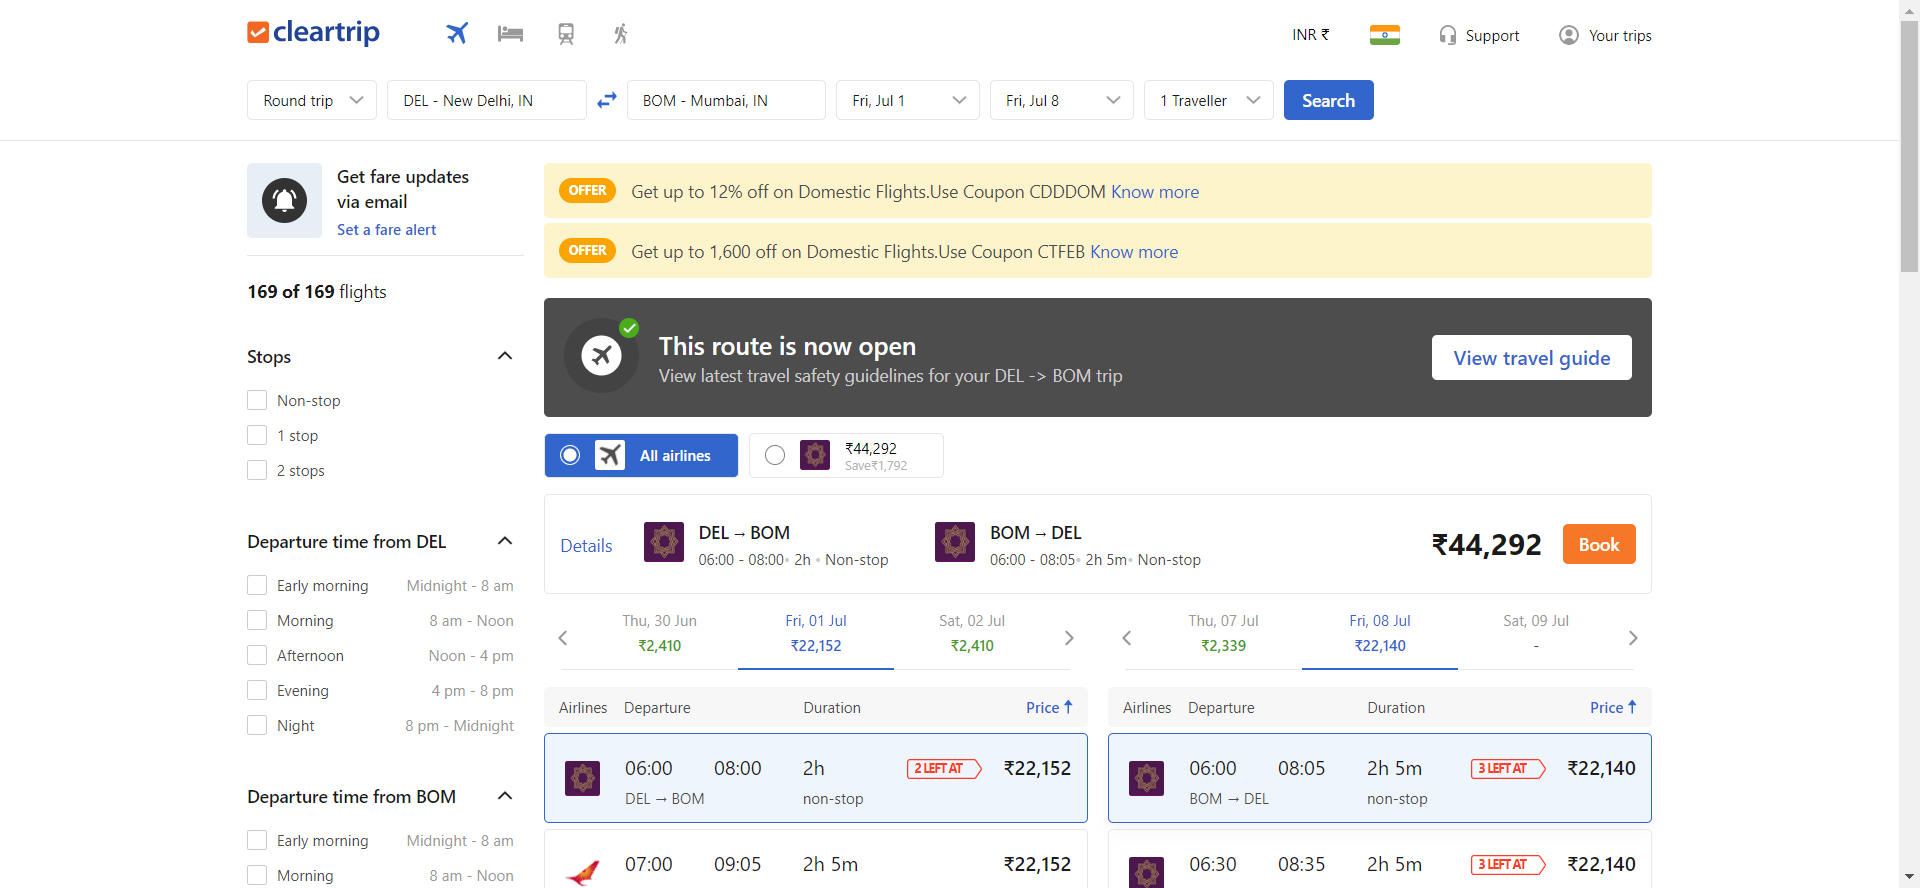 cleartrip
INR ₹
Support
Your trips
Round trip
DEL - New Delhi, IN
BOM - Mumbai, IN
Fri, Jul 1
Fri, Jul 8
1 Traveller
Search
Get fare updates
via email
Set a fare alert
169 of 169 flights
Stops
Non-stop
1 stop
2 stops
Departure time from DEL
Early morning Midnight - 8 am
Morning 8 am - Noon
Afternoon Noon - 4 pm
Evening 4 pm - 8 pm
Night 8 pm - Midnight
Departure time from BOM
Early morning Midnight - 8 am
Morning 8 am - Noon
OFFER Get up to 12% off on Domestic Flights.Use Coupon CDDDOM Know more
OFFER Get up to 1,600 off on Domestic Flights.Use Coupon CTFEB Know more
This route is now open
View latest travel safety guidelines for your DEL -> BOM trip
View travel guide
All airlines
₹44,292
Save₹1,792
Details
DEL → BOM
06:00 - 08:00• 2h • Non-stop
BOM → DEL
06:00 - 08:05• 2h 5m• Non-stop
₹44,292
Book
Thu, 30 Jun
₹2,410
Fri, 01 Jul
₹22,152
Sat, 02 Jul
₹2,410
Thu, 07 Jul
₹2,339
Fri, 08 Jul
₹22,140
Sat, 09 Jul
-
Airlines Departure Duration Price ↑
06:00 08:00 2h 2 LEFT AT ₹22,152
DEL → BOM non-stop
07:00 09:05 2h 5m ₹22,152
Airlines Departure Duration Price ↑
06:00 08:05 2h 5m 3 LEFT AT ₹22,140
BOM → DEL non-stop
06:30 08:35 2h 5m 3 LEFT AT ₹22,140